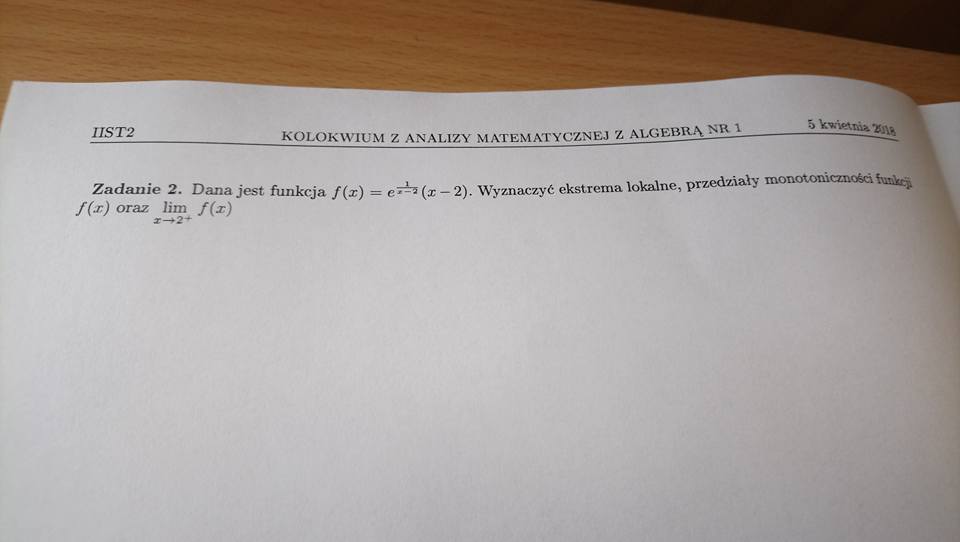 IIST2 KOLOKWIUM Z ANALIZY MATEMATYCZNEJ Z ALGEBRĄ NR 1 5 kwietnia 2018
Zadanie 2. Dana jest funkcja f(x) = e^{\frac{1}{x-2}}(x − 2). Wyznaczyć ekstrema lokalne, przedziały monotoniczności funkcji
f(x) oraz lim_{x→2^+} f(x)